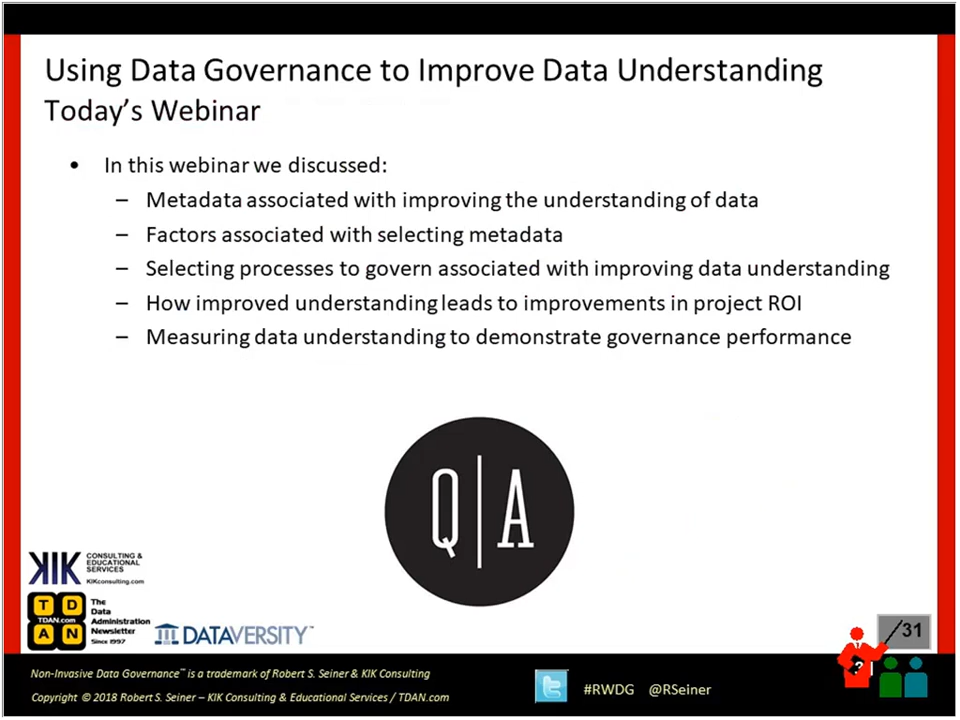 Using Data Governance to Improve Data Understanding
Today's Webinar
• In this webinar we discussed:
– Metadata associated with improving the understanding of data
– Factors associated with selecting metadata
– Selecting processes to govern associated with improving data understanding
– How improved understanding leads to improvements in project ROI
– Measuring data understanding to demonstrate governance performance
Q|A
KIK
CONSULTING &
EDUCATIONAL
SERVICES
KIKconsulting.com
T D
TDAN.com
A N
The
Data
Administration
Newsletter
Since 1997
DATAVERSITY™
/31
Non-Invasive Data Governance™ is a trademark of Robert S. Seiner & KIK Consulting
Copyright © 2018 Robert S. Seiner – KIK Consulting & Educational Services / TDAN.com
#RWDG @RSeiner